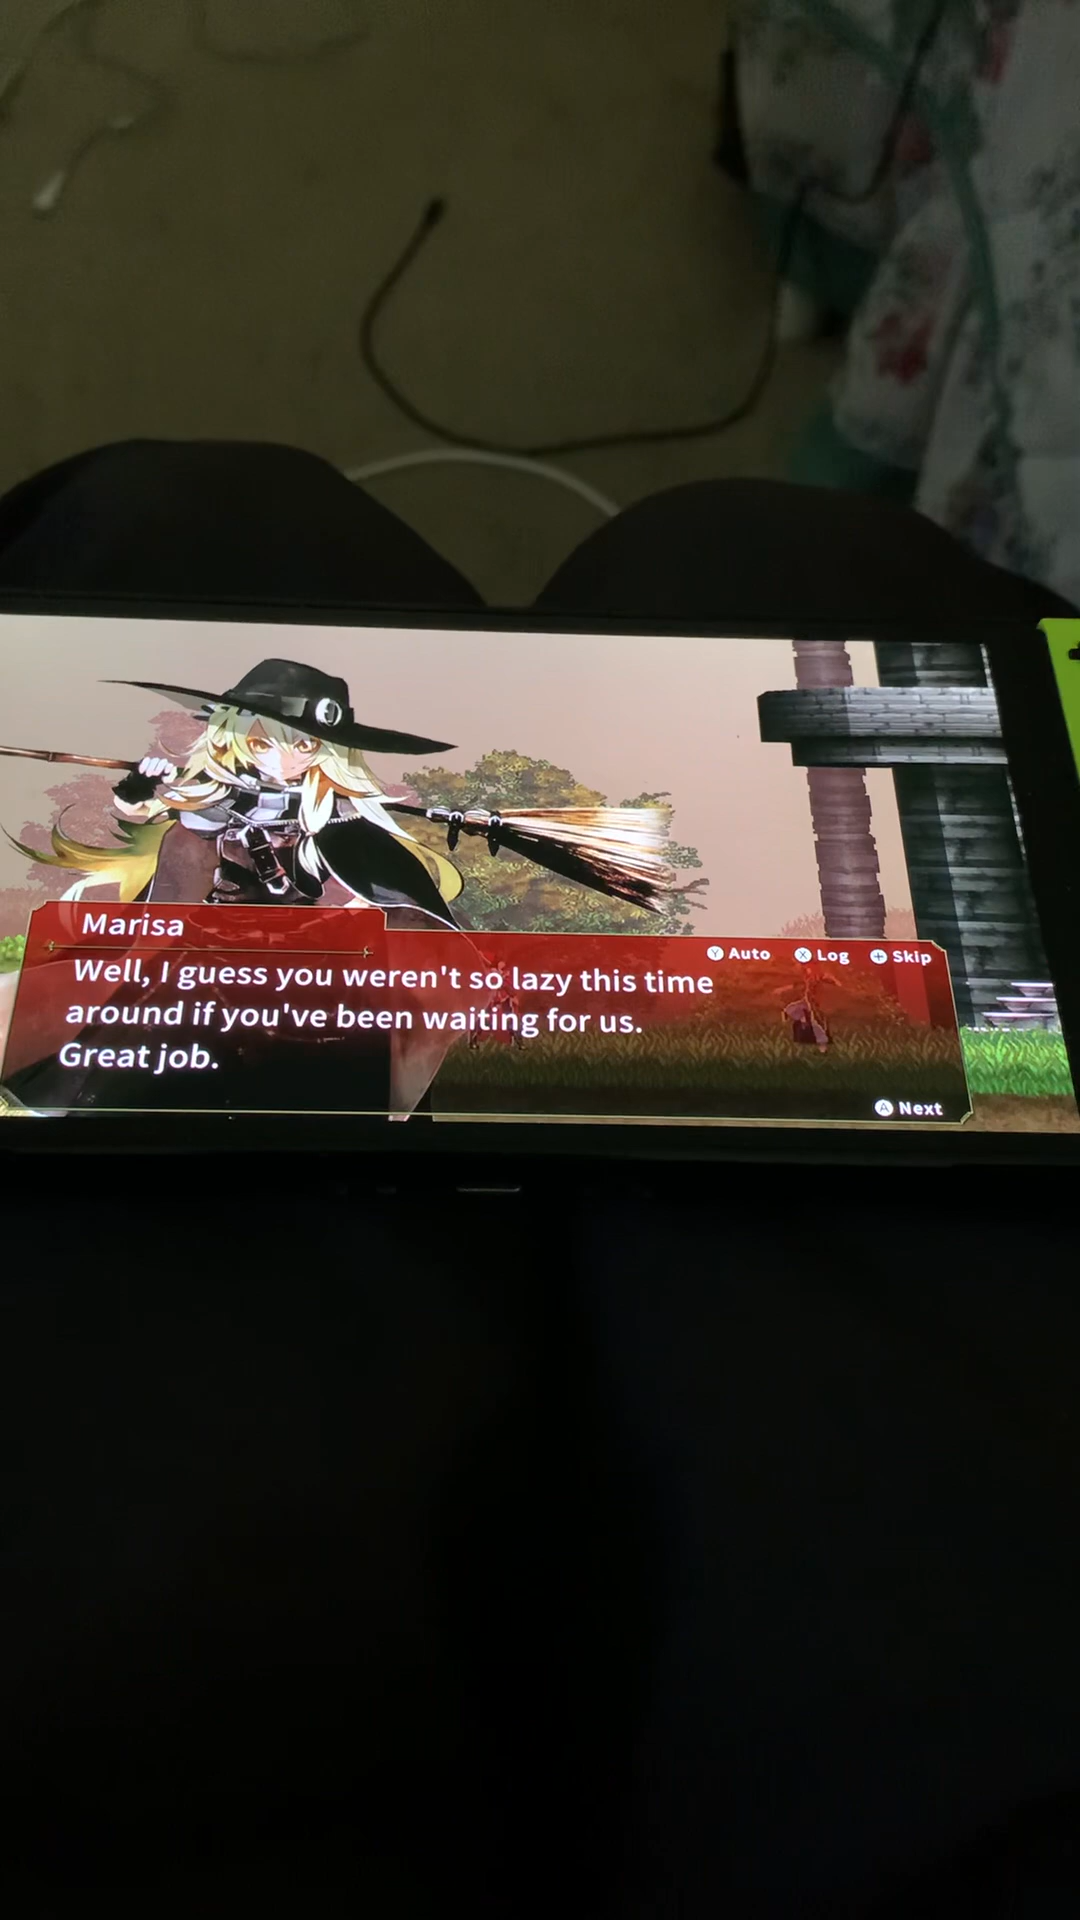 Marisa
Ⓨ Auto Ⓧ Log ⊕ Skip
Well, I guess you weren't so lazy this time
around if you've been waiting for us.
Great job.
Ⓐ Next